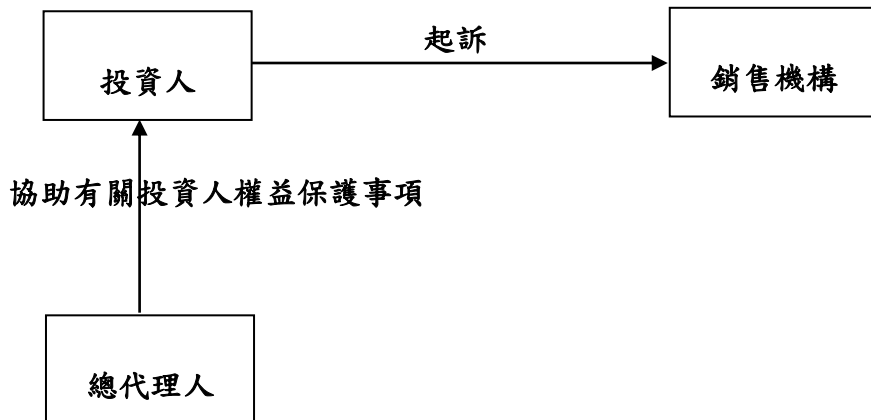 起訴
投資人
銷售機構
協助有關投資人權益保護事項
總代理人